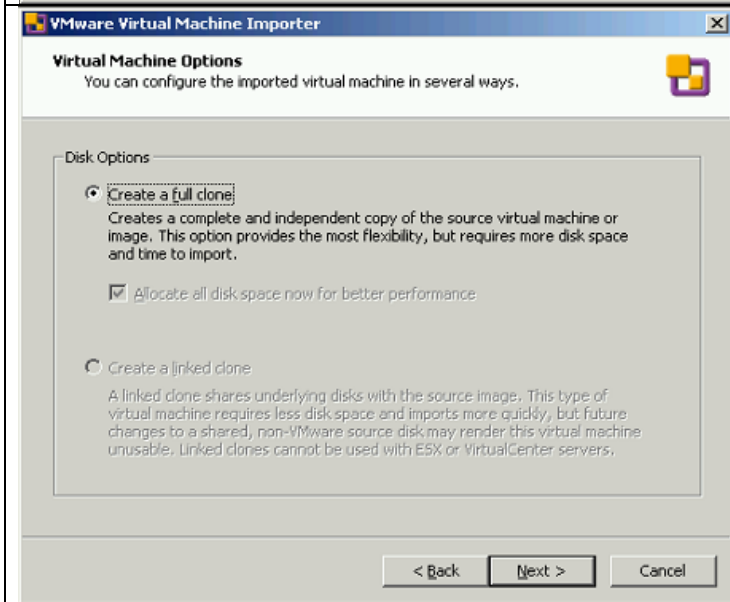 VMware Virtual Machine Importer
Virtual Machine Options
You can configure the imported virtual machine in several ways.
Disk Options
Create a full clone
Creates a complete and independent copy of the source virtual machine or
image. This option provides the most flexibility, but requires more disk space
and time to import.
Allocate all disk space now for better performance
Create a linked clone
A linked clone shares underlying disks with the source image. This type of
virtual machine requires less disk space and imports more quickly, but future
changes to a shared, non-VMware source disk may render this virtual machine
unusable. Linked clones cannot be used with ESX or VirtualCenter servers.
< Back Next > Cancel